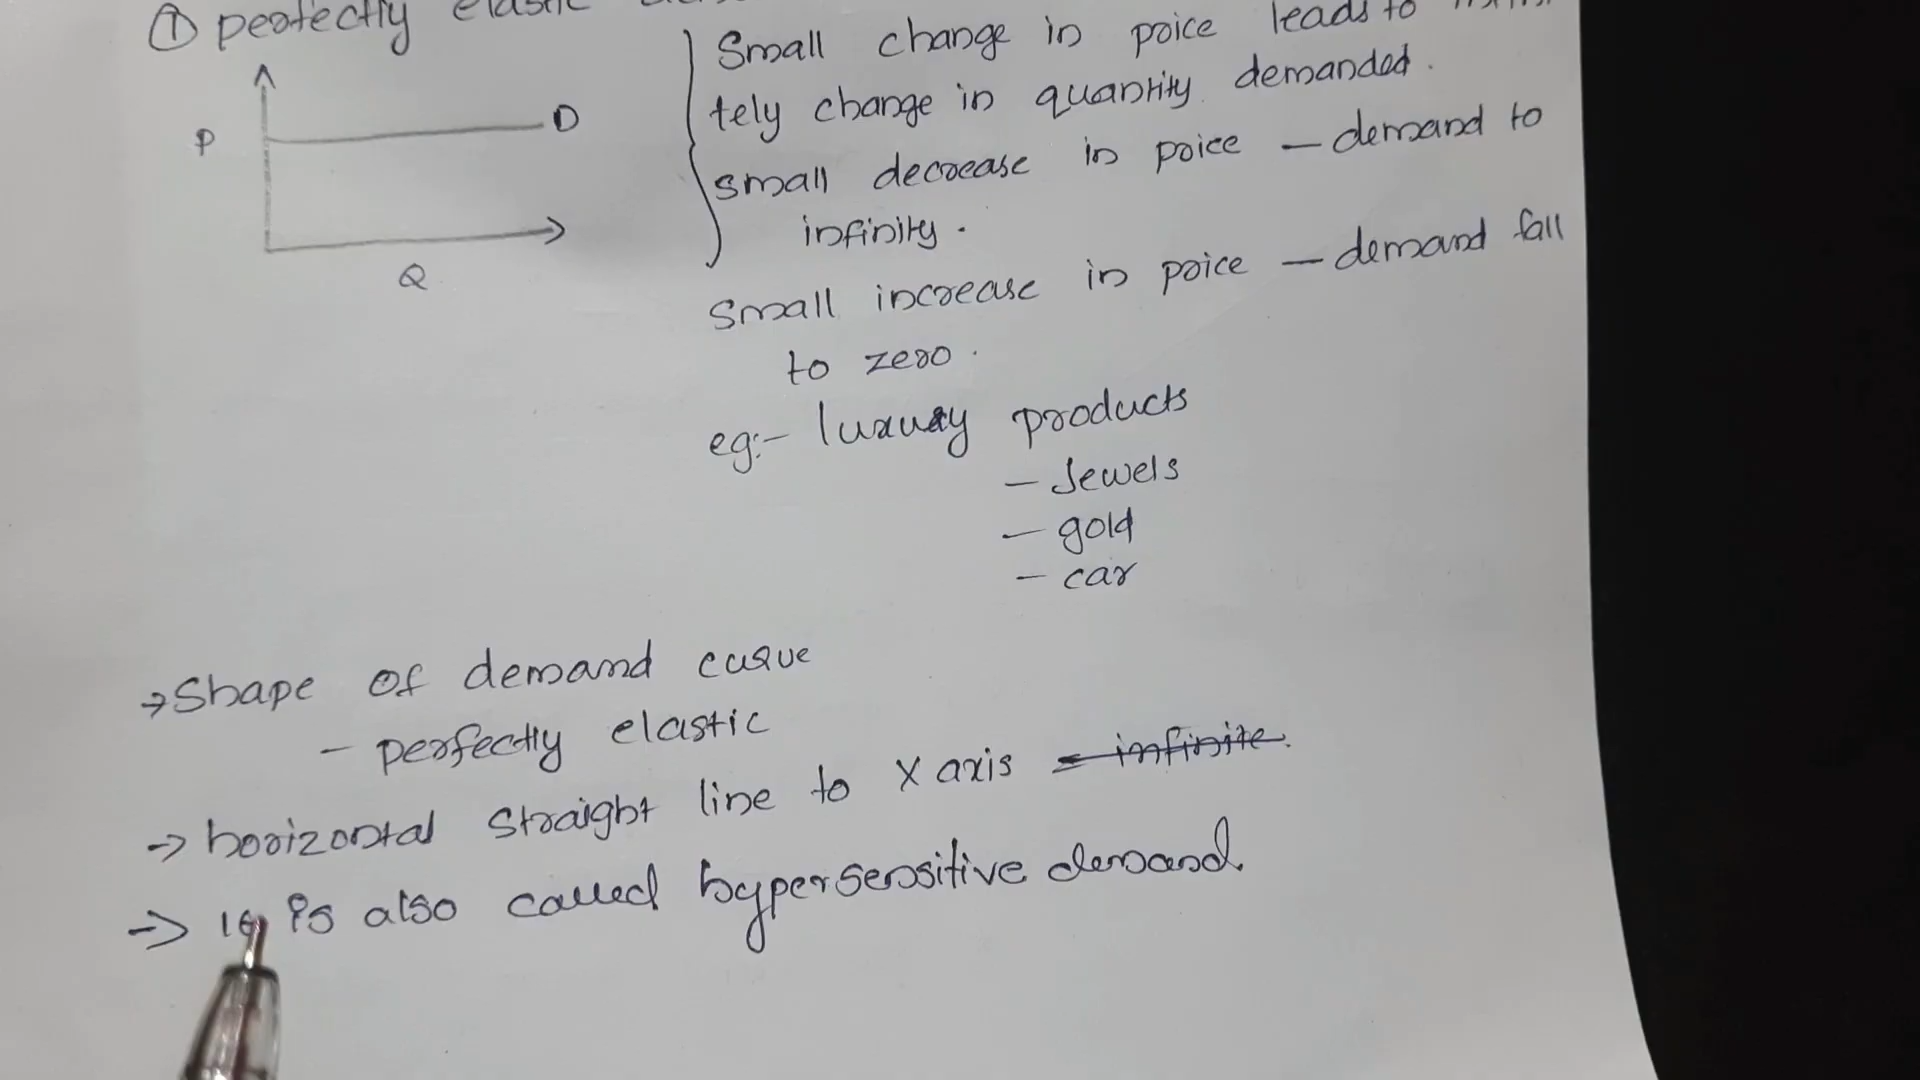 ① perfectly elastic
Small change in price leads to
tely change in quantity demanded.
small decrease in price — demand to
infinity.
Small increase in price — demand fall
to zero.
eg:- luxury products
— Jewels
— gold
— car
P
D
Q
→ Shape of demand curve
— perfectly elastic
→ horizontal straight line to X axis = infinite.
→ It is also called hypersensitive demand.